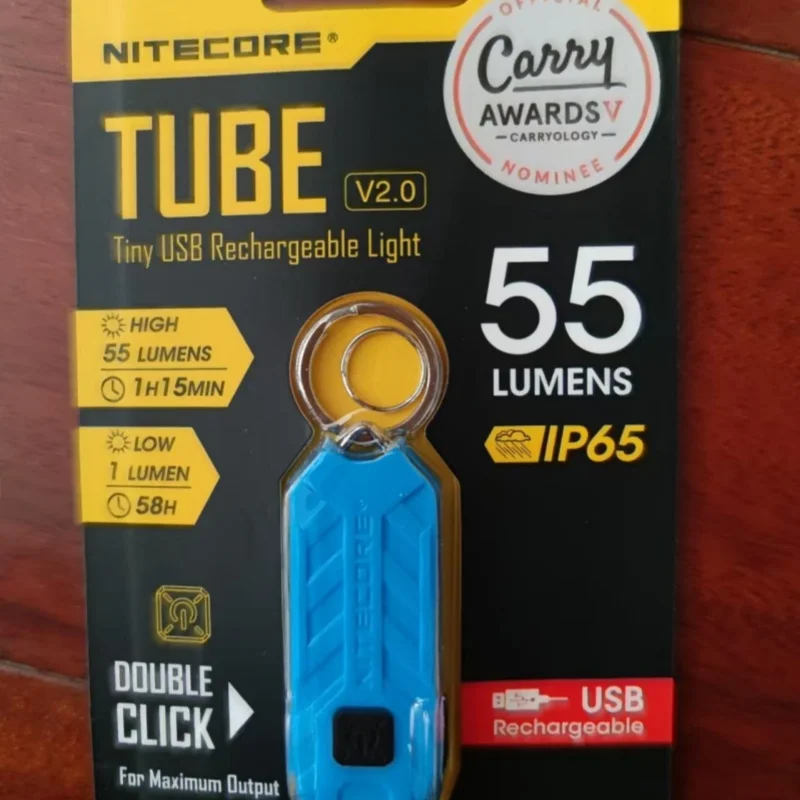 NITECORE®
OFFICIAL
Carry
AWARDS V
CARRYOLOGY
NOMINEE
TUBE V2.0
Tiny USB Rechargeable Light
55
LUMENS
IP65
HIGH
55 LUMENS
1H15MIN
LOW
1 LUMEN
58H
NITECORE
DOUBLE
CLICK
For Maximum Output
USB
Rechargeable